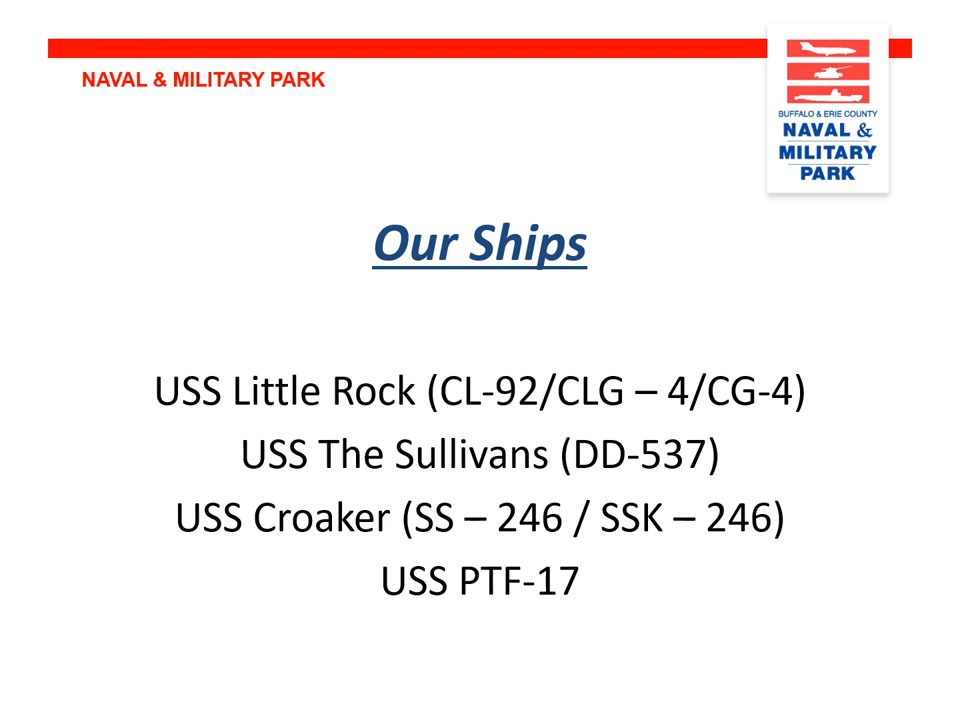 NAVAL & MILITARY PARK
BUFFALO & ERIE COUNTY
NAVAL &
MILITARY
PARK
Our Ships
USS Little Rock (CL-92/CLG – 4/CG-4)
USS The Sullivans (DD-537)
USS Croaker (SS – 246 / SSK – 246)
USS PTF-17